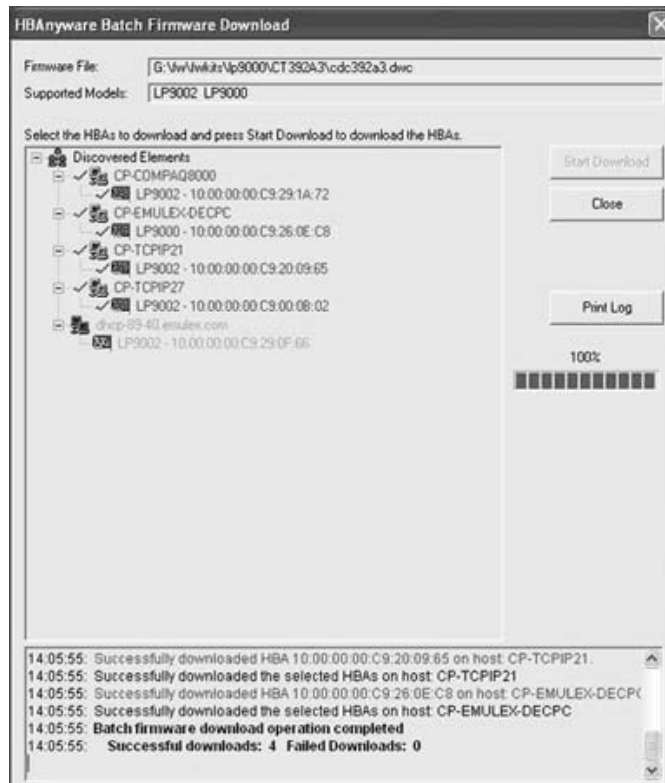 HBAnyware Batch Firmware Download
Firmware File: G:\fw\fwkits\lp9000\CT392A3\cdc392a3.dwc
Supported Models: LP9002 LP9000
Select the HBAs to download and press Start Download to download the HBAs.
Discovered Elements
Start Download
CP-COMPAQ8000
LP9002 - 10:00:00:00:C9:29:1A:72
Close
CP-EMULEX-DECPC
LP9000 - 10:00:00:00:C9:26:0E:C8
CP-TCPIP21
LP9002 - 10:00:00:00:C9:20:09:65
CP-TCPIP27
LP9002 - 10:00:00:00:C9:00:08:02
Print Log
dhcp-89-40.emulex.com
LP9002 - 10:00:00:00:C9:29:0F:66
100%
14:05:55: Successfully downloaded HBA 10:00:00:00:C9:20:09:65 on host: CP-TCPIP21.
14:05:55: Successfully downloaded the selected HBAs on host: CP-TCPIP21
14:05:55: Successfully downloaded HBA 10:00:00:00:C9:26:0E:C8 on host: CP-EMULEX-DECPC
14:05:55: Successfully downloaded the selected HBAs on host: CP-EMULEX-DECPC
14:05:55: Batch firmware download operation completed
14:05:55: Successful downloads: 4 Failed Downloads: 0